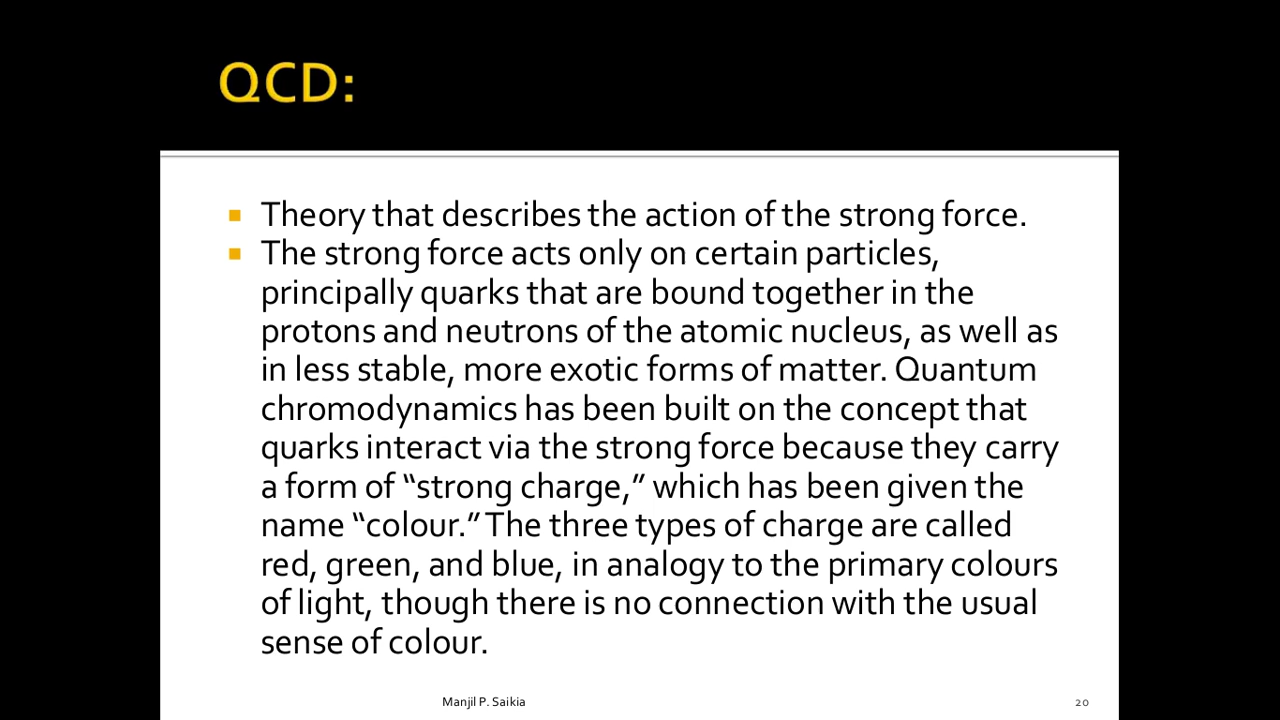 QCD:
Theory that describes the action of the strong force.
The strong force acts only on certain particles,
principally quarks that are bound together in the
protons and neutrons of the atomic nucleus, as well as
in less stable, more exotic forms of matter. Quantum
chromodynamics has been built on the concept that
quarks interact via the strong force because they carry
a form of “strong charge,” which has been given the
name “colour.” The three types of charge are called
red, green, and blue, in analogy to the primary colours
of light, though there is no connection with the usual
sense of colour.
Manjil P. Saikia
20